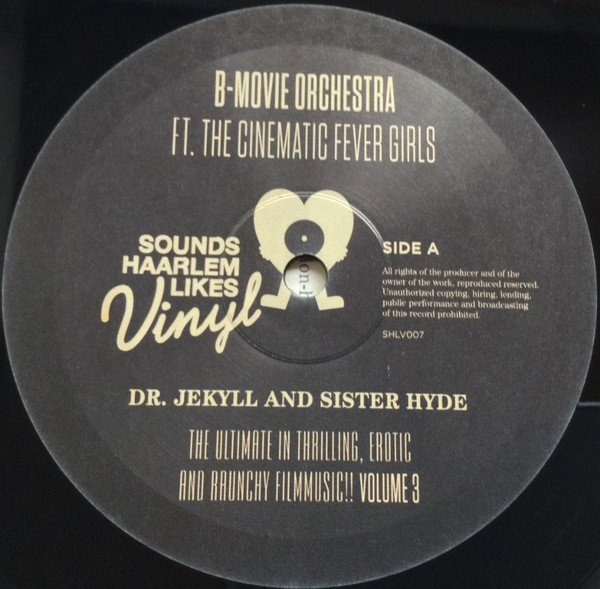 B-MOVIE ORCHESTRA
FT. THE CINEMATIC FEVER GIRLS
SOUNDS
HAARLEM
LIKES
Vinyl
SIDE A
All rights of the producer and of the
owner of the work, reproduced reserved.
Unauthorized copying, hiring, lending,
public performance and broadcasting
of this record prohibited.
SHLV007
DR. JEKYLL AND SISTER HYDE
THE ULTIMATE IN THRILLING, EROTIC
AND RAUNCHY FILMMUSIC!! VOLUME 3